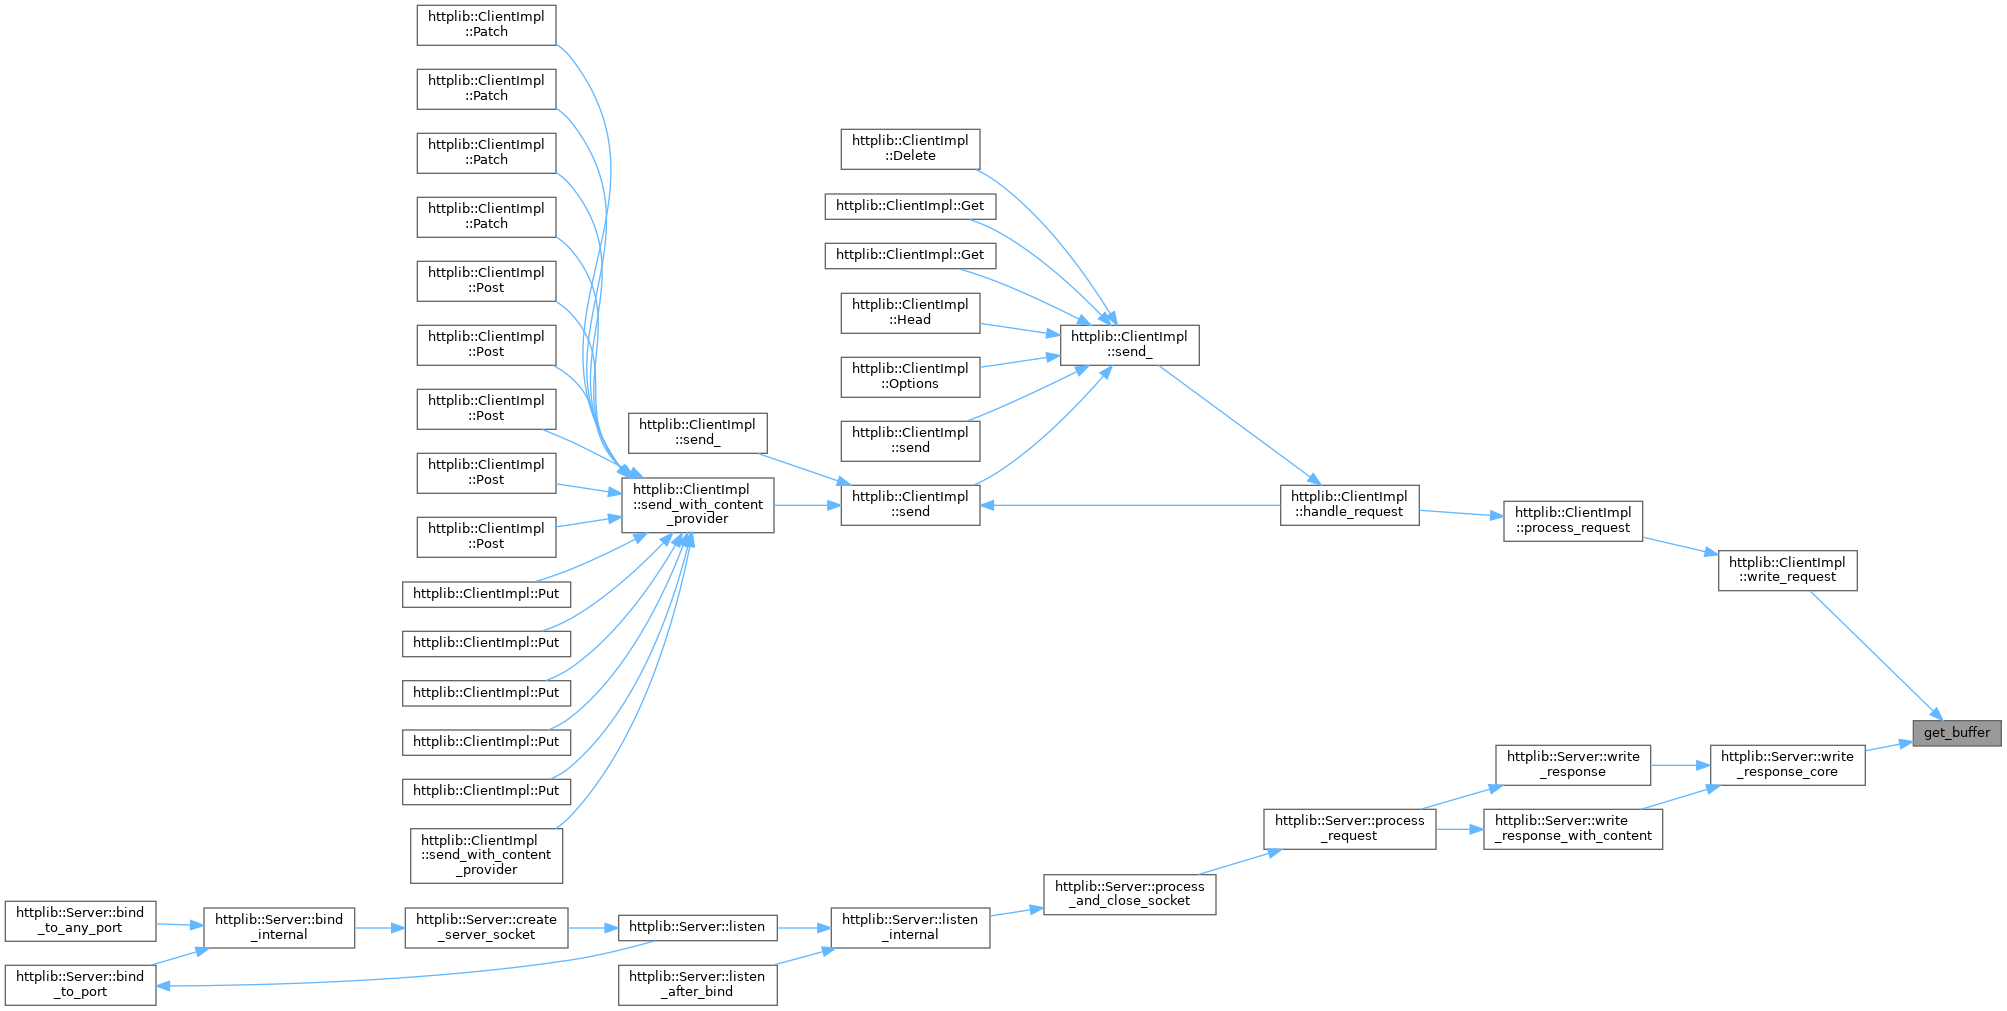 httplib::ClientImpl
::Patch
httplib::ClientImpl
::Patch
httplib::ClientImpl
::Patch
httplib::ClientImpl
::Patch
httplib::ClientImpl
::Post
httplib::ClientImpl
::Post
httplib::ClientImpl
::Post
httplib::ClientImpl
::Post
httplib::ClientImpl
::Post
httplib::ClientImpl::Put
httplib::ClientImpl::Put
httplib::ClientImpl::Put
httplib::ClientImpl::Put
httplib::ClientImpl::Put
httplib::ClientImpl
::send_with_content
_provider
httplib::ClientImpl
::send_
httplib::ClientImpl
::send_with_content
_provider
httplib::ClientImpl
::Delete
httplib::ClientImpl::Get
httplib::ClientImpl::Get
httplib::ClientImpl
::Head
httplib::ClientImpl
::Options
httplib::ClientImpl
::send
httplib::ClientImpl
::send
httplib::ClientImpl
::send_
httplib::ClientImpl
::handle_request
httplib::ClientImpl
::process_request
httplib::ClientImpl
::write_request
get_buffer
httplib::Server::write
_response_core
httplib::Server::write
_response
httplib::Server::write
_response_with_content
httplib::Server::process
_request
httplib::Server::process
_and_close_socket
httplib::Server::listen
_internal
httplib::Server::listen
httplib::Server::listen
_after_bind
httplib::Server::create
_server_socket
httplib::Server::bind
_internal
httplib::Server::bind
_to_any_port
httplib::Server::bind
_to_port